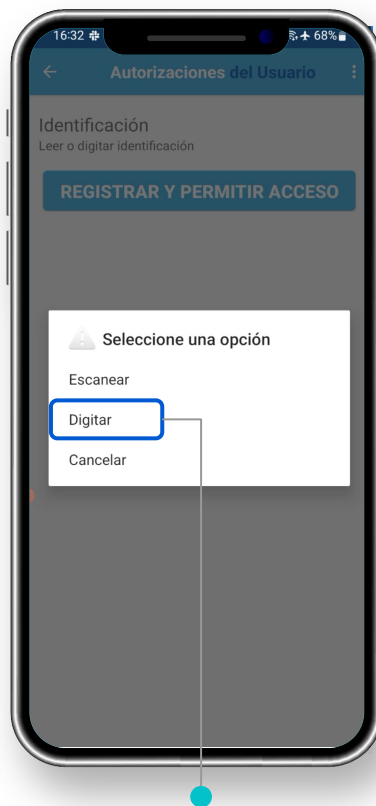 16:32 68%
Autorizaciones del Usuario
Identificación
Leer o digitar identificación
REGISTRAR Y PERMITIR ACCESO
Seleccione una opción
Escanear
Digitar
Cancelar